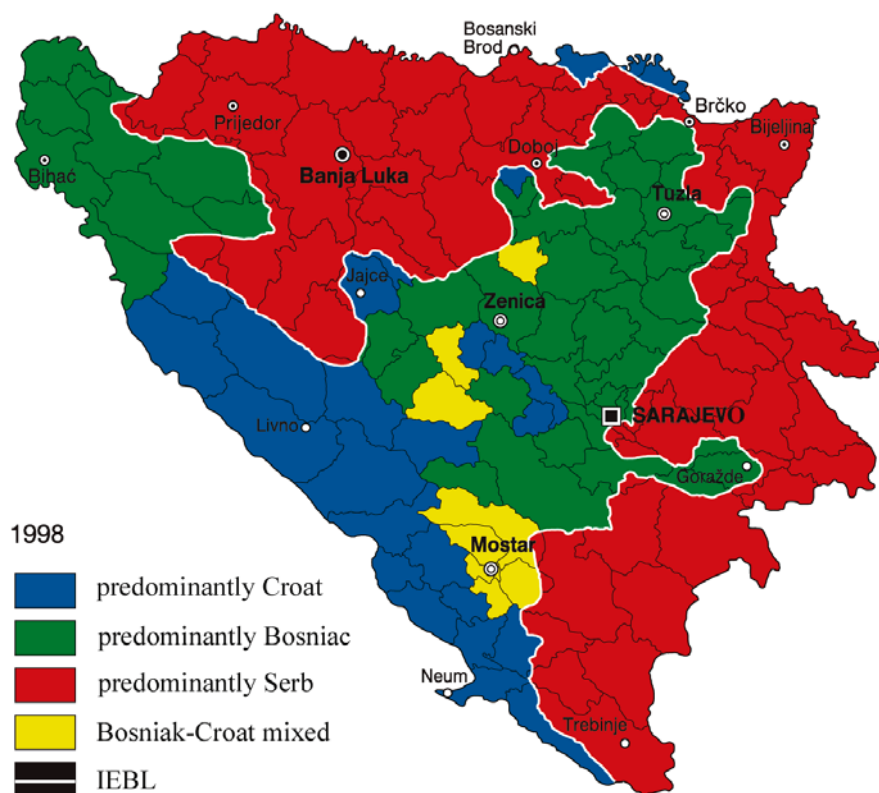 Bosanski
Brod
Brčko
Prijedor
Bijeljina
Doboj
Bihać
Banja Luka
Tuzla
Jajce
Zenica
SARAJEVO
Livno
Goražde
1998
Mostar
predominantly Croat
predominantly Bosniac
predominantly Serb
Neum
Bosniak-Croat mixed
Trebinje
IEBL